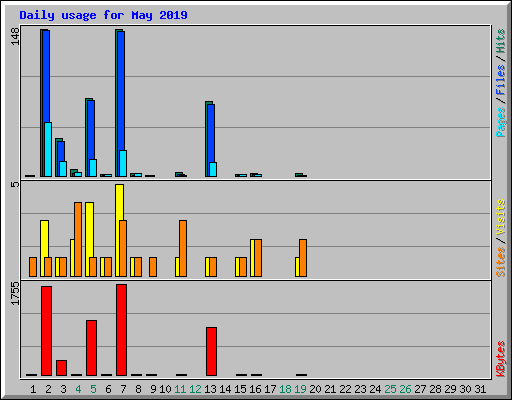 Daily usage for May 2019
148
5
1755
Pages / Files / Hits
Sites / Visits
KBytes
1 2 3 4 5 6 7 8 9 10 11 12 13 14 15 16 17 18 19 20 21 22 23 24 25 26 27 28 29 30 31